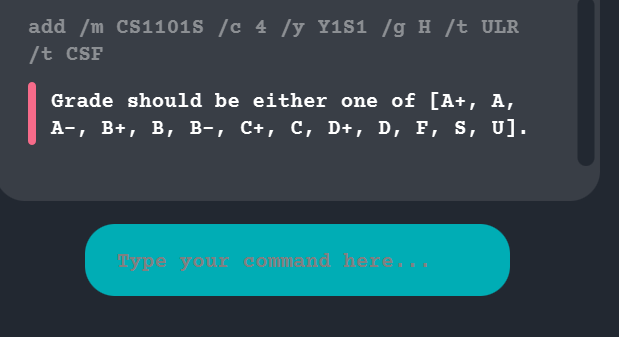 add /m CS1101S /c 4 /y Y1S1 /g H /t ULR
/t CSF
Grade should be either one of [A+, A,
A-, B+, B, B-, C+, C, D+, D, F, S, U].
Type your command here...